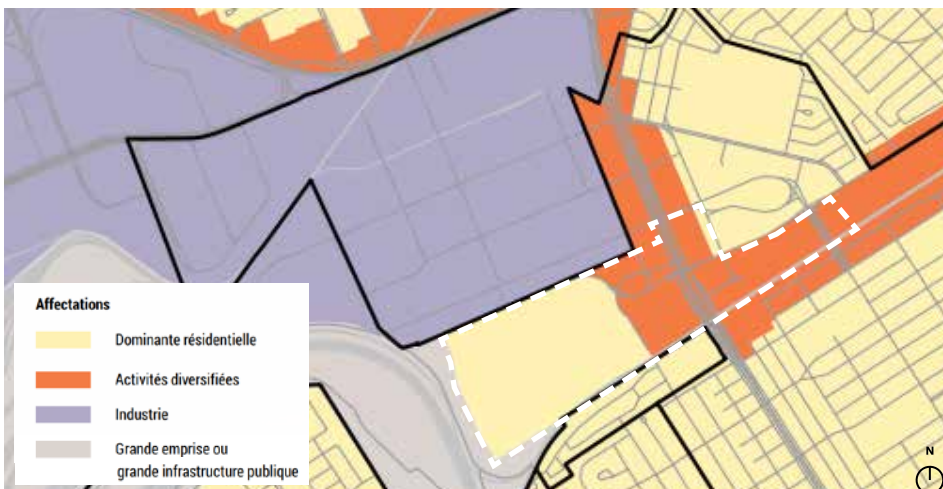 Affectations
Dominante résidentielle
Activités diversifiées
Industrie
Grande emprise ou
grande infrastructure publique
N